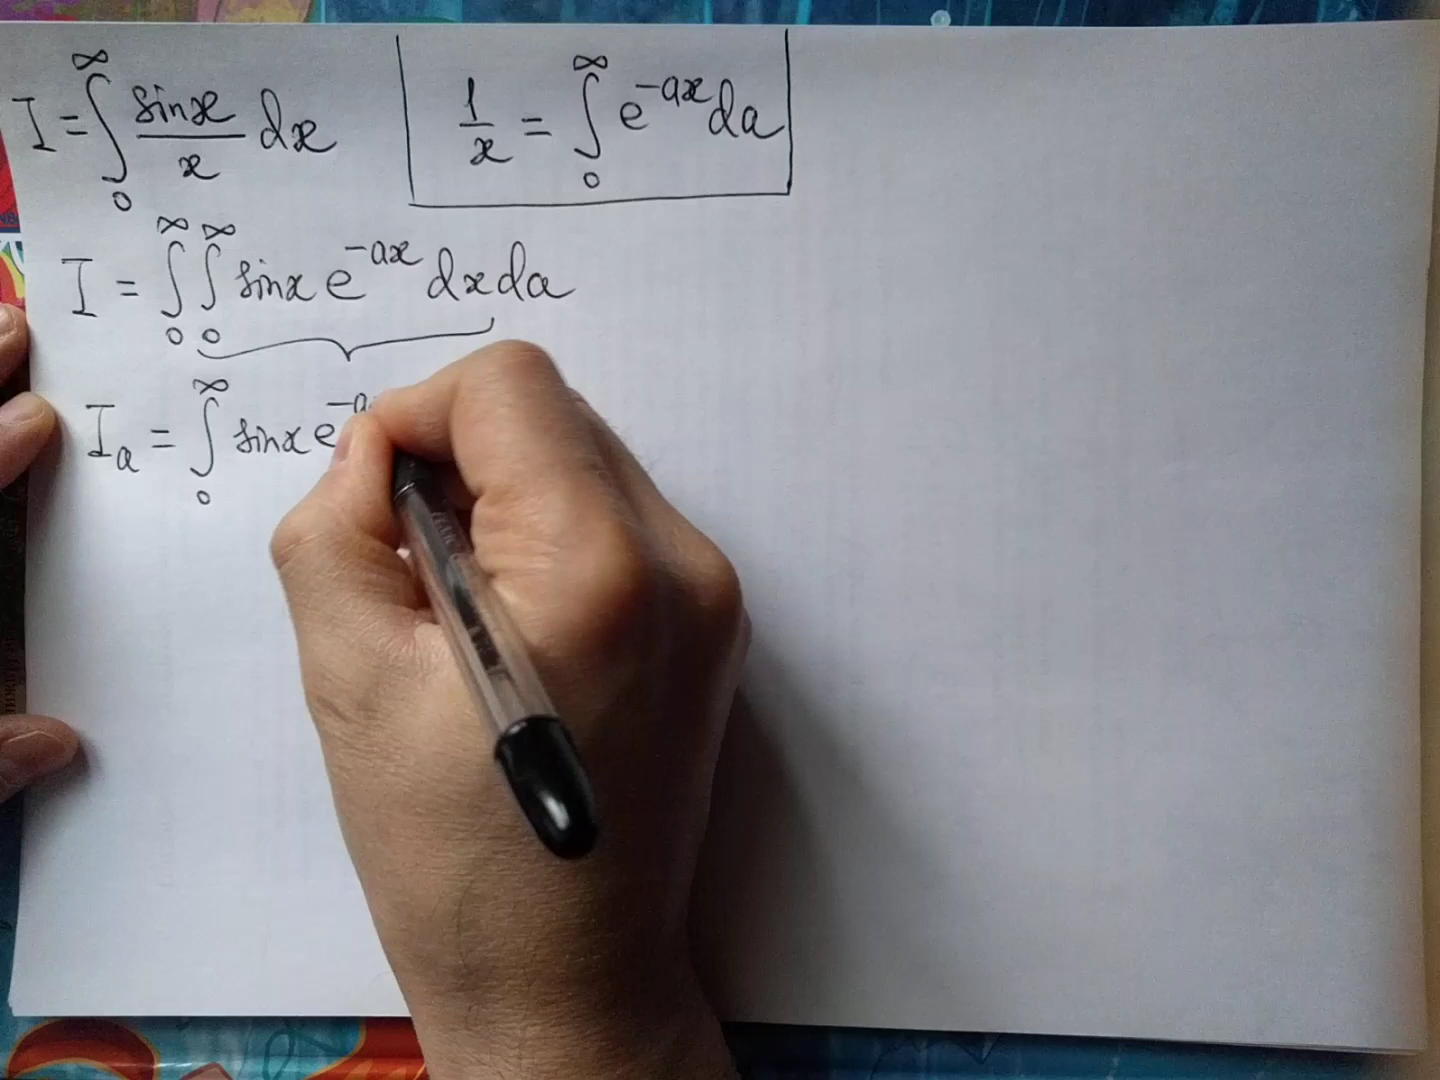 I = ∫₀^∞ sinx/x dx
1/x = ∫₀^∞ e^(-ax) da
I = ∫₀^∞ ∫₀^∞ sinx e^(-ax) dx da
I_a = ∫₀^∞ sinx e^(-a